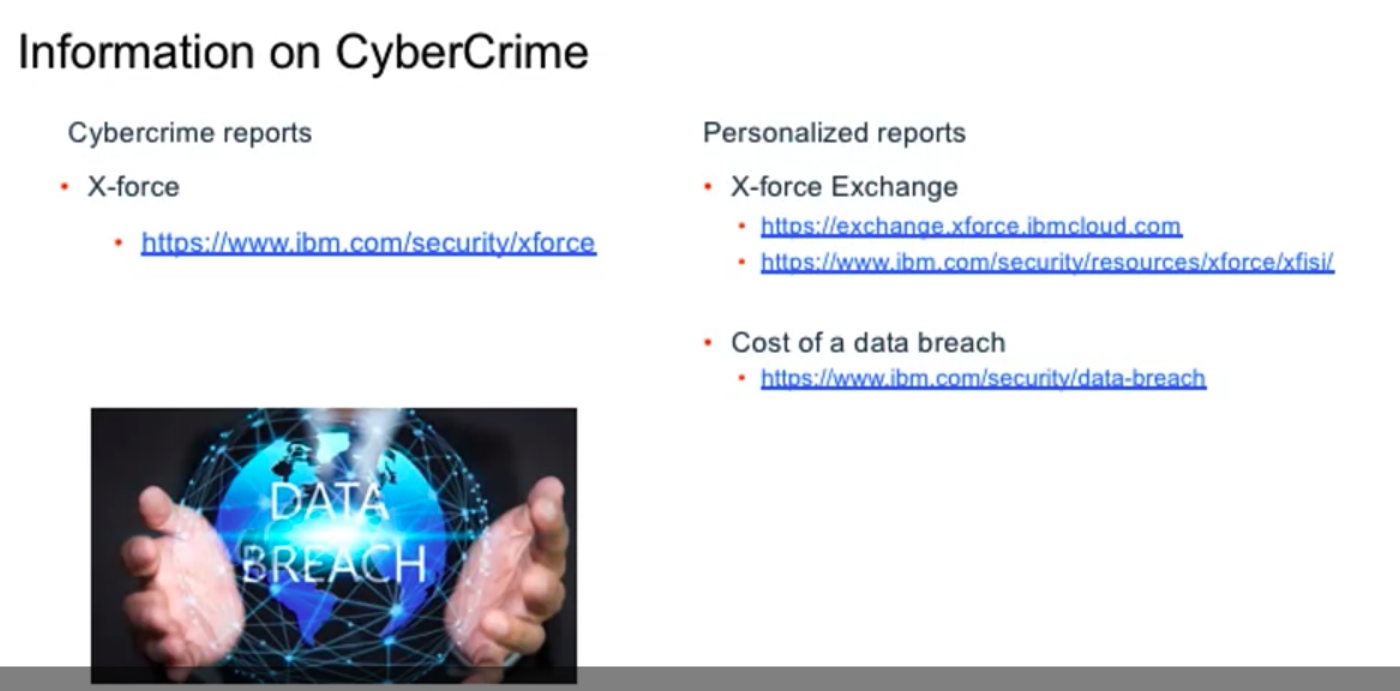 Information on CyberCrime
Cybercrime reports
• X-force
• https://www.ibm.com/security/xforce
Personalized reports
• X-force Exchange
• https://exchange.xforce.ibmcloud.com
• https://www.ibm.com/security/resources/xforce/xfisi/
• Cost of a data breach
• https://www.ibm.com/security/data-breach
DATA
BREACH